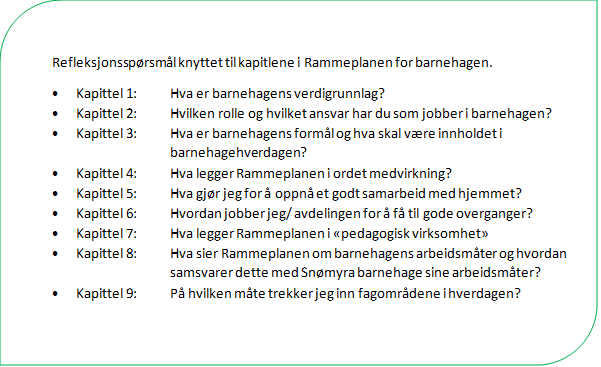 Refleksjonsspørsmål knyttet til kapitlene i Rammeplanen for barnehagen.
• Kapittel 1: Hva er barnehagens verdigrunnlag?
• Kapittel 2: Hvilken rolle og hvilket ansvar har du som jobber i barnehagen?
• Kapittel 3: Hva er barnehagens formål og hva skal være innholdet i
barnehagehverdagen?
• Kapittel 4: Hva legger Rammeplanen i ordet medvirkning?
• Kapittel 5: Hva gjør jeg for å oppnå et godt samarbeid med hjemmet?
• Kapittel 6: Hvordan jobber jeg/ avdelingen for å få til gode overganger?
• Kapittel 7: Hva legger Rammeplanen i «pedagogisk virksomhet»
• Kapittel 8: Hva sier Rammeplanen om barnehagens arbeidsmåter og hvordan
samsvarer dette med Snømyra barnehage sine arbeidsmåter?
• Kapittel 9: På hvilken måte trekker jeg inn fagområdene i hverdagen?